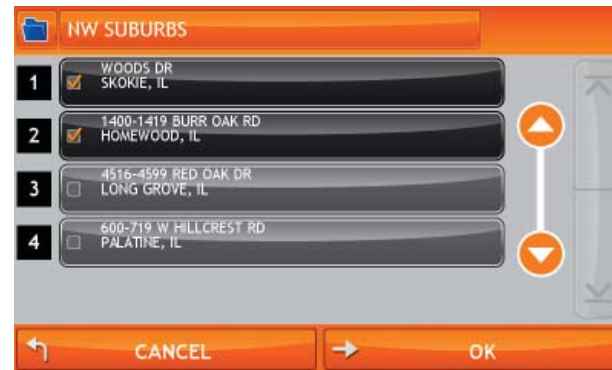 NW SUBURBS
1
WOODS DR
SKOKIE, IL
2
1400-1419 BURR OAK RD
HOMEWOOD, IL
3
4516-4599 RED OAK DR
LONG GROVE, IL
4
600-719 W HILLCREST RD
PALATINE, IL
CANCEL
OK